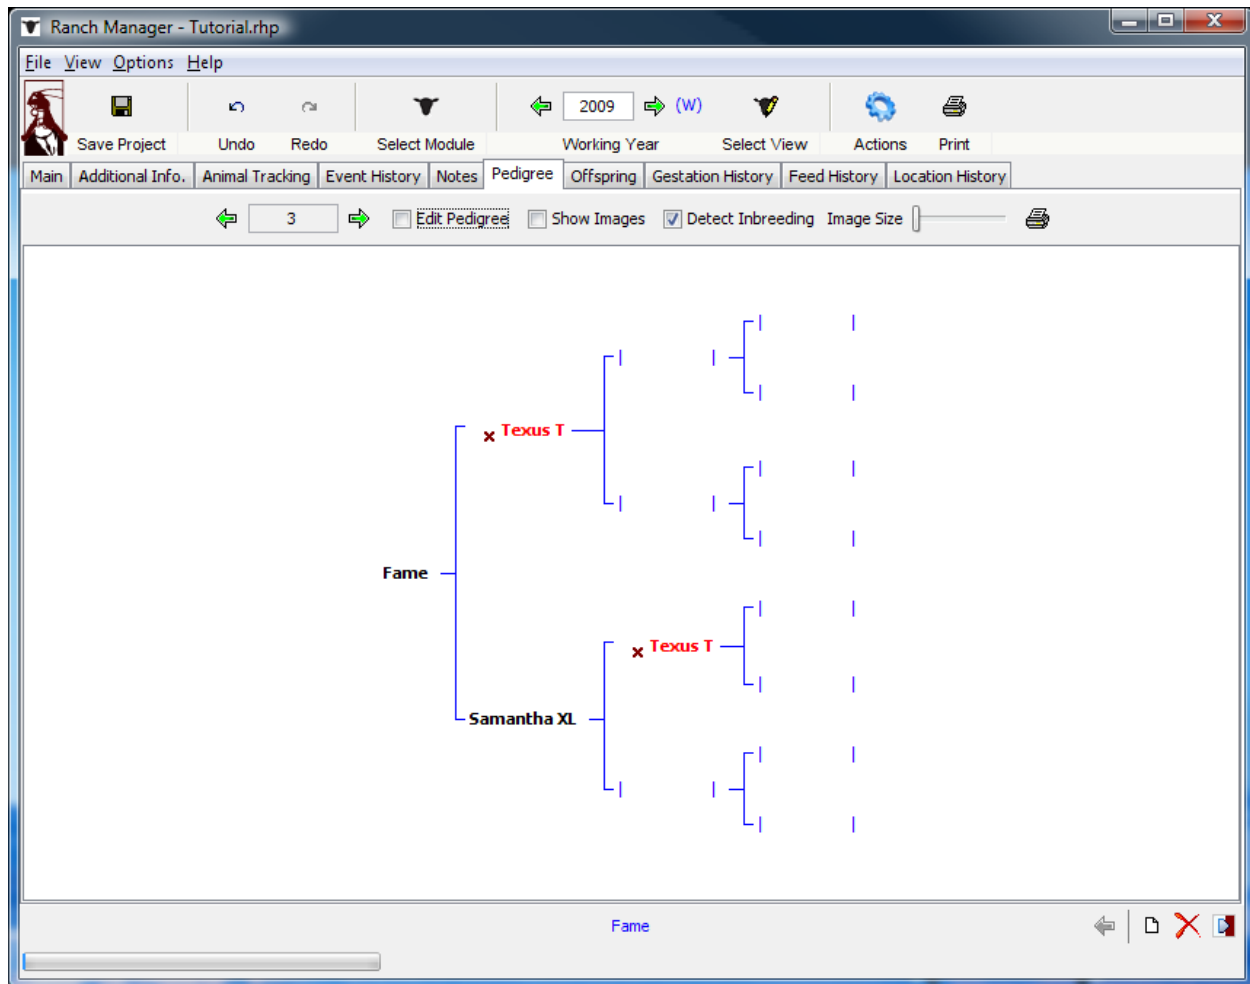 Ranch Manager - Tutorial.rhp
File View Options Help
2009 (W)
Save Project Undo Redo Select Module Working Year Select View Actions Print
Main Additional Info. Animal Tracking Event History Notes Pedigree Offspring Gestation History Feed History Location History
3 Edit Pedigree Show Images Detect Inbreeding Image Size
Texus T
Fame
Texus T
Samantha XL
Fame